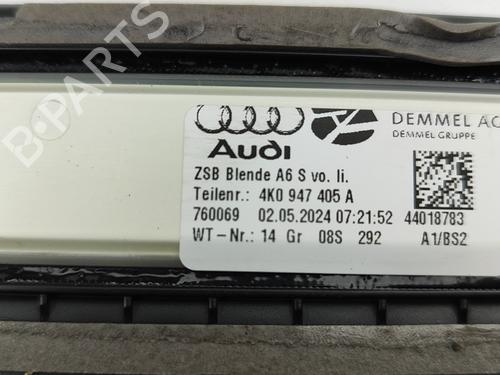 B-PARTS
Audi
DEMMEL AG
DEMMEL GRUPPE
ZSB Blende A6 S vo. li.
Teilenr.: 4K0 947 405 A
760069 02.05.2024 07:21:52 44018783
WT-Nr.: 14 Gr 08S 292 A1/BS2